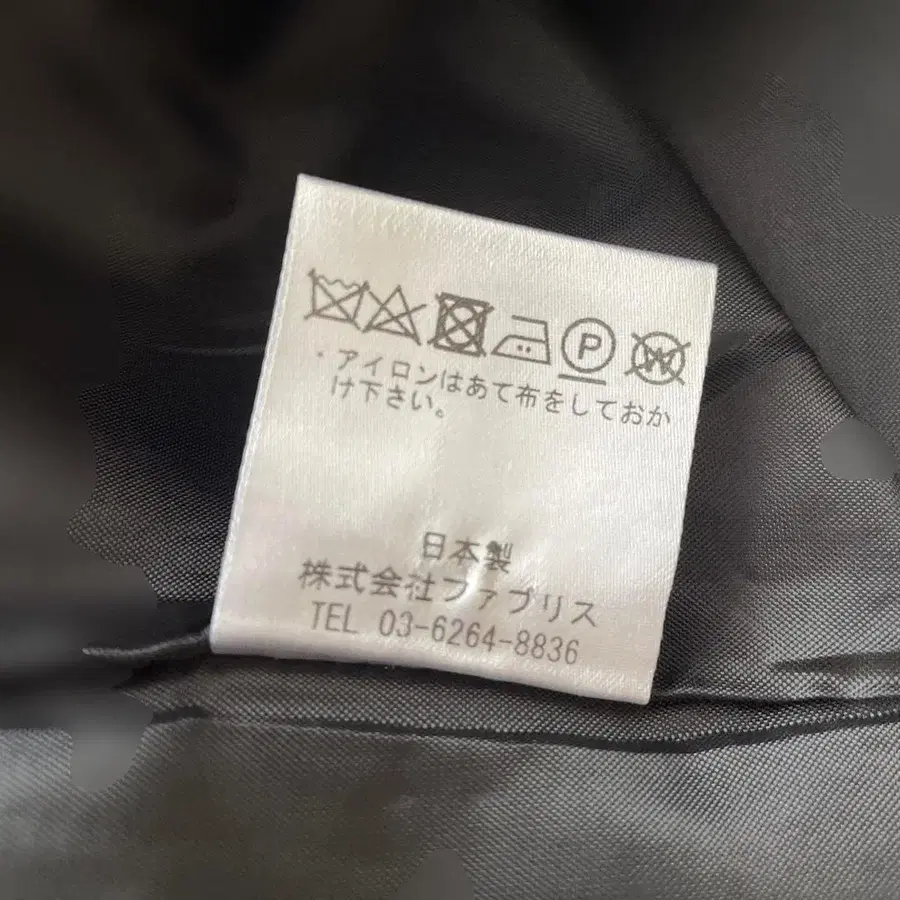 P W
・アイロンはあて布をしておか
け下さい。
日本製
株式会社ファブリス
TEL 03-6264-8836